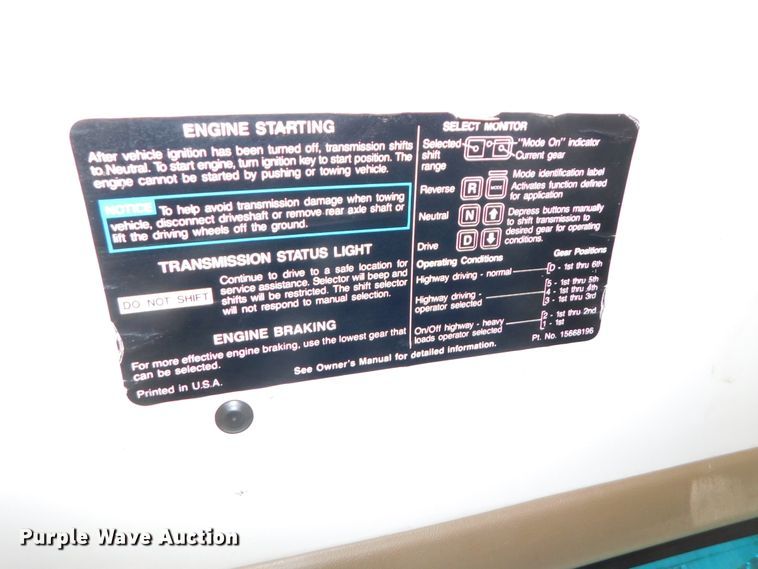 ENGINE STARTING
After vehicle ignition has been turned off, transmission shifts
to Neutral. To start engine, turn ignition key to start position. The
engine cannot be started by pushing or towing vehicle.
NOTICE To help avoid transmission damage when towing
vehicle, disconnect driveshaft or remove rear axle shaft or
lift the driving wheels off the ground.
TRANSMISSION STATUS LIGHT
DO NOT SHIFT
Continue to drive to a safe location for
service assistance. Selector will beep and
shifts will be restricted. The shift selector
will not respond to manual selection.
ENGINE BRAKING
For more effective engine braking, use the lowest gear that
can be selected.
Printed in U.S.A.
See Owner's Manual for detailed information.
SELECT MONITOR
Selected
shift
range
"Mode On" indicator
Current gear
Reverse R MODE
Mode identification label
Activates function defined
for application
Neutral N
Drive D
Depress buttons manually
to shift transmission to
desired gear for operating
conditions.
Operating Conditions Gear Positions
Highway driving - normal D - 1st thru 6th
Highway driving -
operator selected
5 - 1st thru 5th
4 - 1st thru 4th
3 - 1st thru 3rd
On/Off highway - heavy
loads operator selected
2 - 1st thru 2nd
1 - 1st
Pt. No. 15668196
Purple Wave Auction